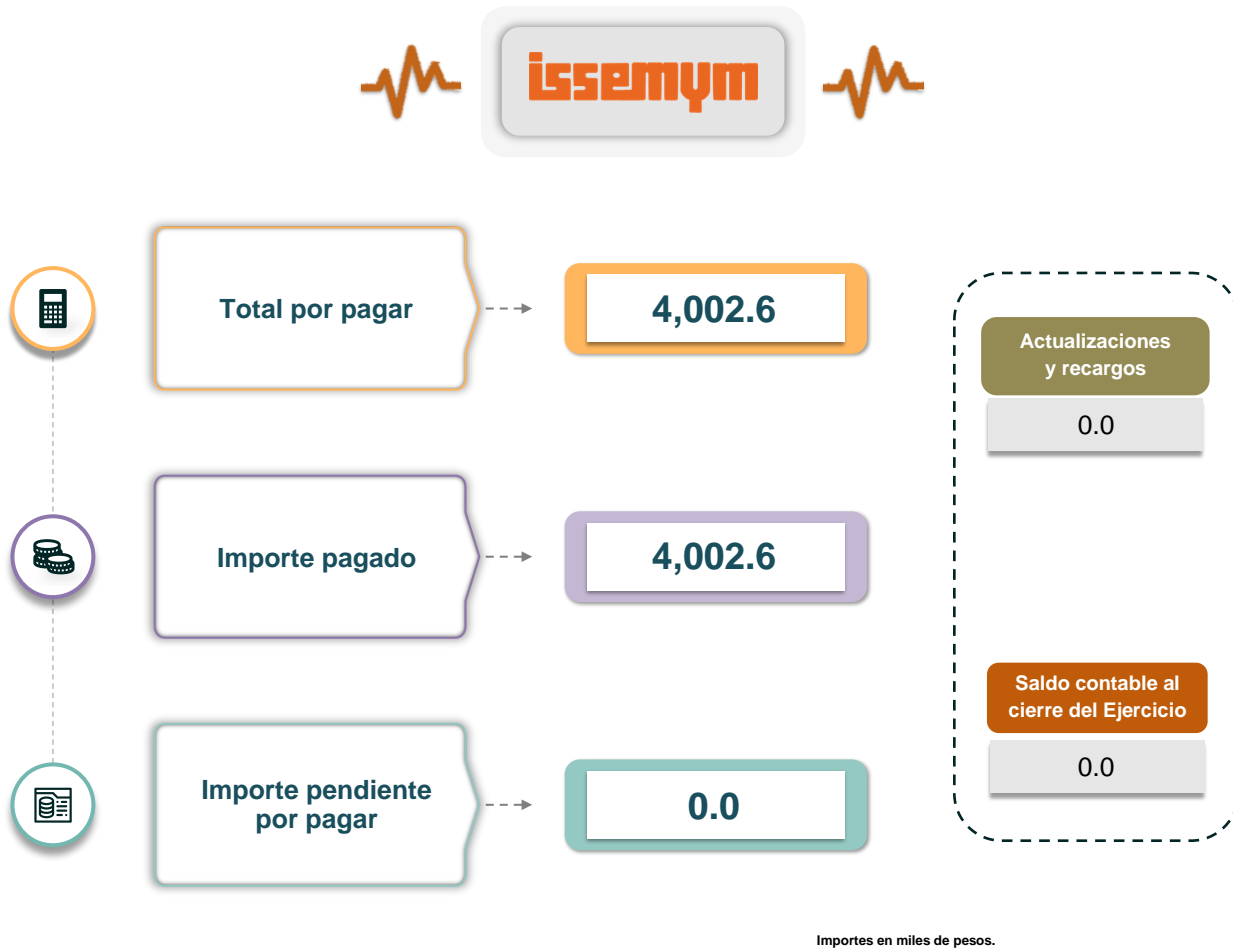 issemym
Total por pagar
4,002.6
Actualizaciones
y recargos
0.0
Importe pagado
4,002.6
Saldo contable al
cierre del Ejercicio
0.0
Importe pendiente
por pagar
0.0
Importes en miles de pesos.